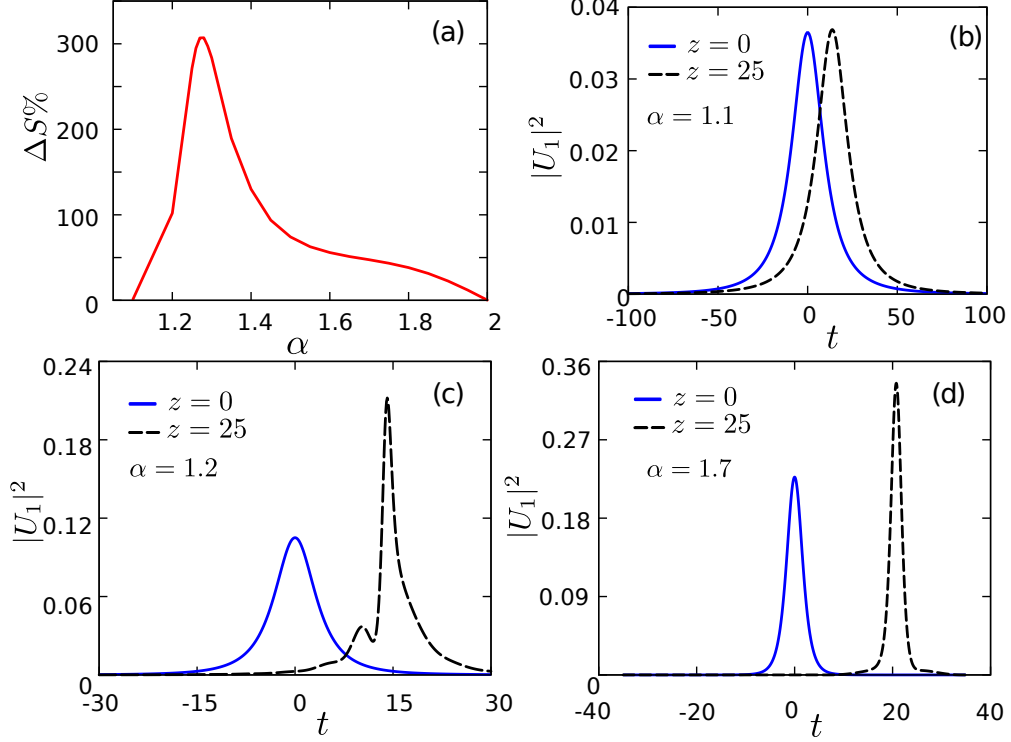 (a)
300
200
100
0
1.2
1.4
1.6
1.8
2
ΔS%
α
(b)
z = 0
z = 25
α = 1.1
0.04
0.03
0.02
0.01
0
-100
-50
0
50
100
|U₁|²
t
(c)
z = 0
z = 25
α = 1.2
0.24
0.18
0.12
0.06
0
-30
-15
0
15
30
|U₁|²
t
(d)
z = 0
z = 25
α = 1.7
0.36
0.27
0.18
0.09
0
-40
-20
0
20
40
|U₁|²
t